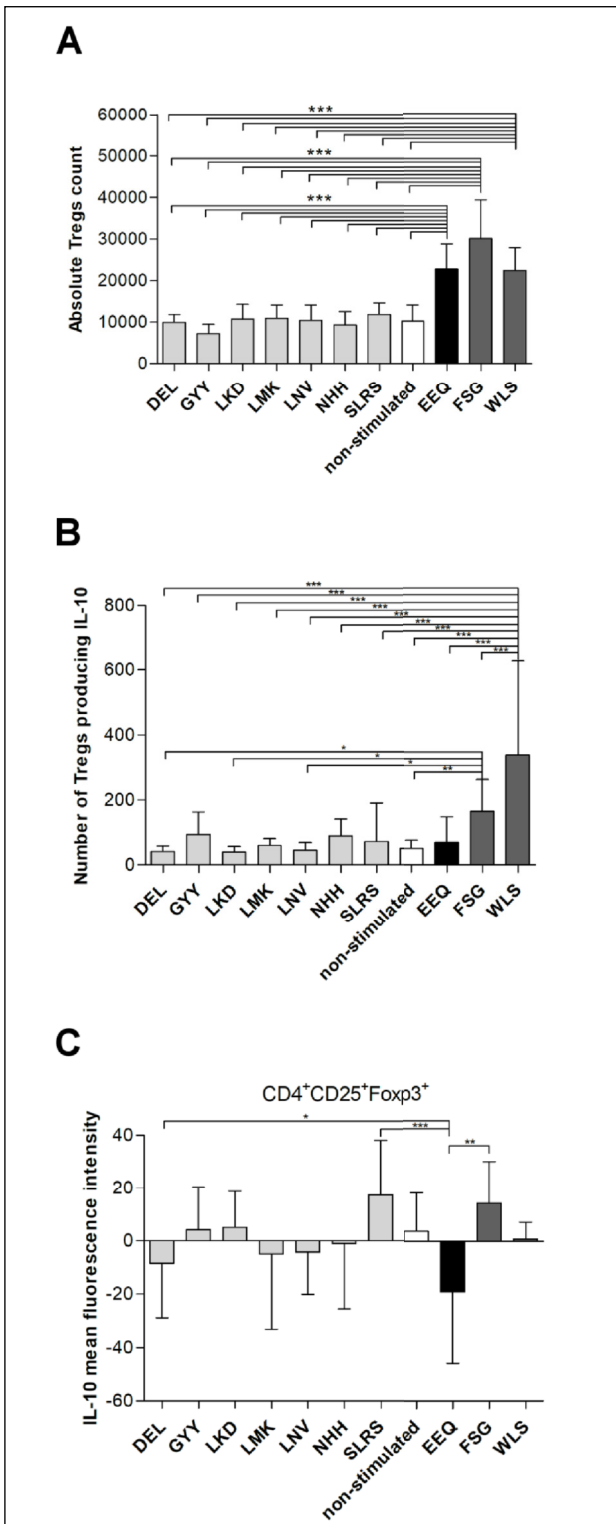 A
Absolute Tregs count
60000
50000
40000
30000
20000
10000
0
***
***
***
DEL
GYY
LKD
LMK
LNV
NHH
SLRS
non-stimulated
EEQ
FSG
WLS
B
Number of Tregs producing IL-10
800
600
400
200
0
***
***
***
***
***
***
***
***
***
***
*
*
*
**
DEL
GYY
LKD
LMK
LNV
NHH
SLRS
non-stimulated
EEQ
FSG
WLS
C
CD4⁺CD25⁺Foxp3⁺
IL-10 mean fluorescence intensity
40
20
0
-20
-40
-60
*
***
**
DEL
GYY
LKD
LMK
LNV
NHH
SLRS
non-stimulated
EEQ
FSG
WLS